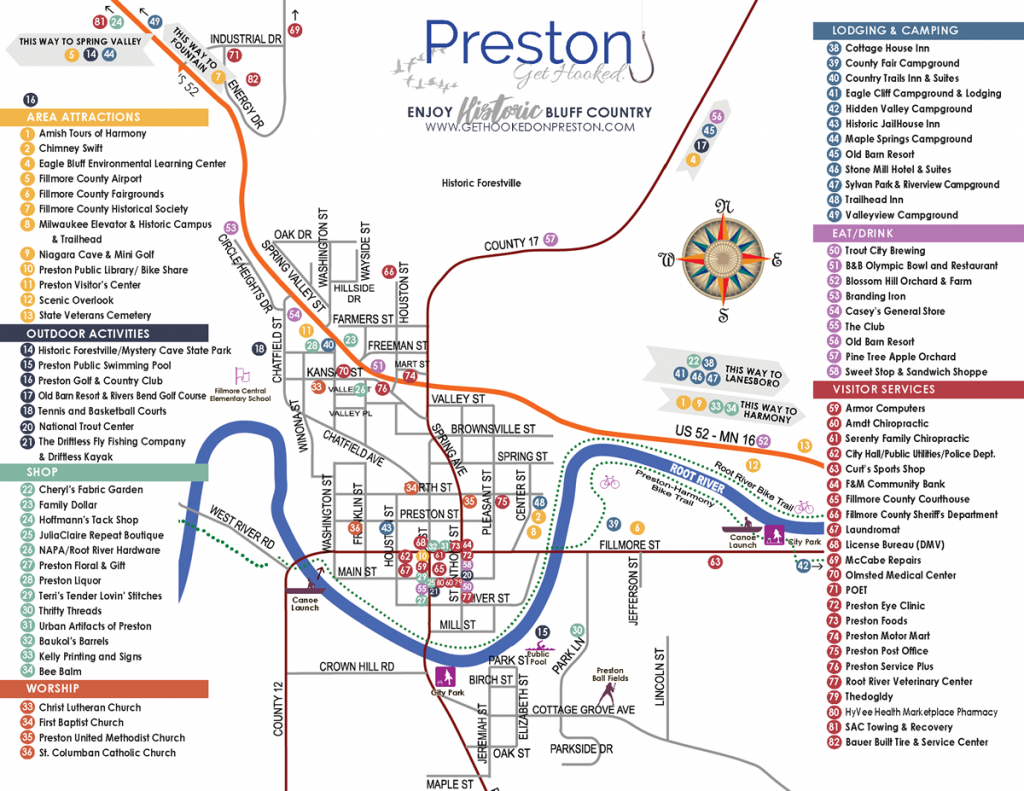 Preston
Get Hooked.
ENJOY Historic BLUFF COUNTRY
WWW.GETHOOKEDONPRESTON.COM
81 24
49
THIS WAY TO SPRING VALLEY
5 14 44
THIS WAY TO
FOUNTAIN
7
US 52
INDUSTRIAL DR
69
71
82
ENERGY DR
56
45
17
4
Historic Forestville
16
AREA ATTRACTIONS
1 Amish Tours of Harmony
2 Chimney Swift
4 Eagle Bluff Environmental Learning Center
5 Fillmore County Airport
6 Fillmore County Fairgrounds
7 Fillmore County Historical Society
8 Milwaukee Elevator & Historic Campus
& Trailhead
9 Niagara Cave & Mini Golf
10 Preston Public Library/ Bike Share
11 Preston Visitor's Center
12 Scenic Overlook
13 State Veterans Cemetery
OUTDOOR ACTIVITIES
14 Historic Forestville/Mystery Cave State Park
15 Preston Public Swimming Pool
16 Preston Golf & Country Club
17 Old Barn Resort & Rivers Bend Golf Course
18 Tennis and Basketball Courts
20 National Trout Center
21 The Driftless Fly Fishing Company
& Driftless Kayak
SHOP
22 Cheryl's Fabric Garden
23 Family Dollar
24 Hoffmann's Tack Shop
25 JuliaClaire Repeat Boutique
26 NAPA/Root River Hardware
27 Preston Floral & Gift
28 Preston Liquor
29 Terri's Tender Lovin' Stitches
30 Thrifty Threads
31 Urban Artifacts of Preston
32 Baukol's Barrels
33 Kelly Printing and Signs
34 Bee Balm
WORSHIP
33 Christ Lutheran Church
34 First Baptist Church
35 Preston United Methodist Church
36 St. Columban Catholic Church
LODGING & CAMPING
38 Cottage House Inn
39 County Fair Campground
40 Country Trails Inn & Suites
41 Eagle Cliff Campground & Lodging
42 Hidden Valley Campground
43 Historic JailHouse Inn
44 Maple Springs Campground
45 Old Barn Resort
46 Stone Mill Hotel & Suites
47 Sylvan Park & Riverview Campground
48 Trailhead Inn
49 Valleyview Campground
EAT/DRINK
50 Trout City Brewing
51 B&B Olympic Bowl and Restaurant
52 Blossom Hill Orchard & Farm
53 Branding Iron
54 Casey's General Store
55 The Club
56 Old Barn Resort
57 Pine Tree Apple Orchard
58 Sweet Stop & Sandwich Shoppe
VISITOR SERVICES
59 Armor Computers
60 Arndt Chiropractic
61 Serenty Family Chiropractic
62 City Hall/Public Utilities/Police Dept.
63 Curt's Sports Shop
64 F&M Community Bank
65 Fillmore County Courthouse
66 Fillmore County Sheriff's Department
67 Laundromat
68 License Bureau (DMV)
69 McCabe Repairs
70 Olmsted Medical Center
71 POET
72 Preston Eye Clinic
73 Preston Foods
74 Preston Motor Mart
75 Preston Post Office
76 Preston Service Plus
77 Root River Veterinary Center
79 Thedogldy
80 HyVee Health Marketplace Pharmacy
81 SAC Towing & Recovery
82 Bauer Built Tire & Service Center
N
W E
S
COUNTY 17 57
53
CIRCLE HEIGHTS DR
OAK DR
SPRING VALLEY ST
WASHINGTON ST
WAYSIDE ST
HILLSIDE
DR
66
HOUSTON ST
54
11
FARMERS ST
28 40
23
FREEMAN ST
18
CHATFIELD ST
KANSAS ST
70
51
MART ST
74
33
VALLEY ST
26
76
VALLEY PL
VALLEY ST
Fillmore Central
Elementary School
WINONA ST
CHATFIELD AVE
BROWNSVILLE ST
SPRING AVE
SPRING ST
22 38
41 46 47
THIS WAY TO
LANESBORO
1 9 33 34
THIS WAY TO
HARMONY
US 52 - MN 16 52
13
12
ROOT RIVER
Root River Bike Trail
Preston-Harmony
Bike Trail
Canoe
Launch
City Park
WASHINGTON ST
FRANKLIN ST
34
PLEASANT ST
CENTER ST
35
75
48
2
8
PRESTON ST
36
43
39 6
FILLMORE ST
63
42
WEST RIVER RD
MAIN ST
68 32 31 73 64
62 10 61 72
59 58
67 65 20
29 25 80 60 79 50
55 21 77
27
RIVER ST
MILL ST
JEFFERSON ST
Canoe
Launch
CROWN HILL RD
COUNTY 12
City Park
15
Public
Pool
30
PARK LN
PARK ST
BIRCH ST
Preston
Ball Fields
LINCOLN ST
JEREMIAH ST
ELIZABETH ST
COTTAGE GROVE AVE
OAK ST
PARKSIDE DR
MAPLE ST